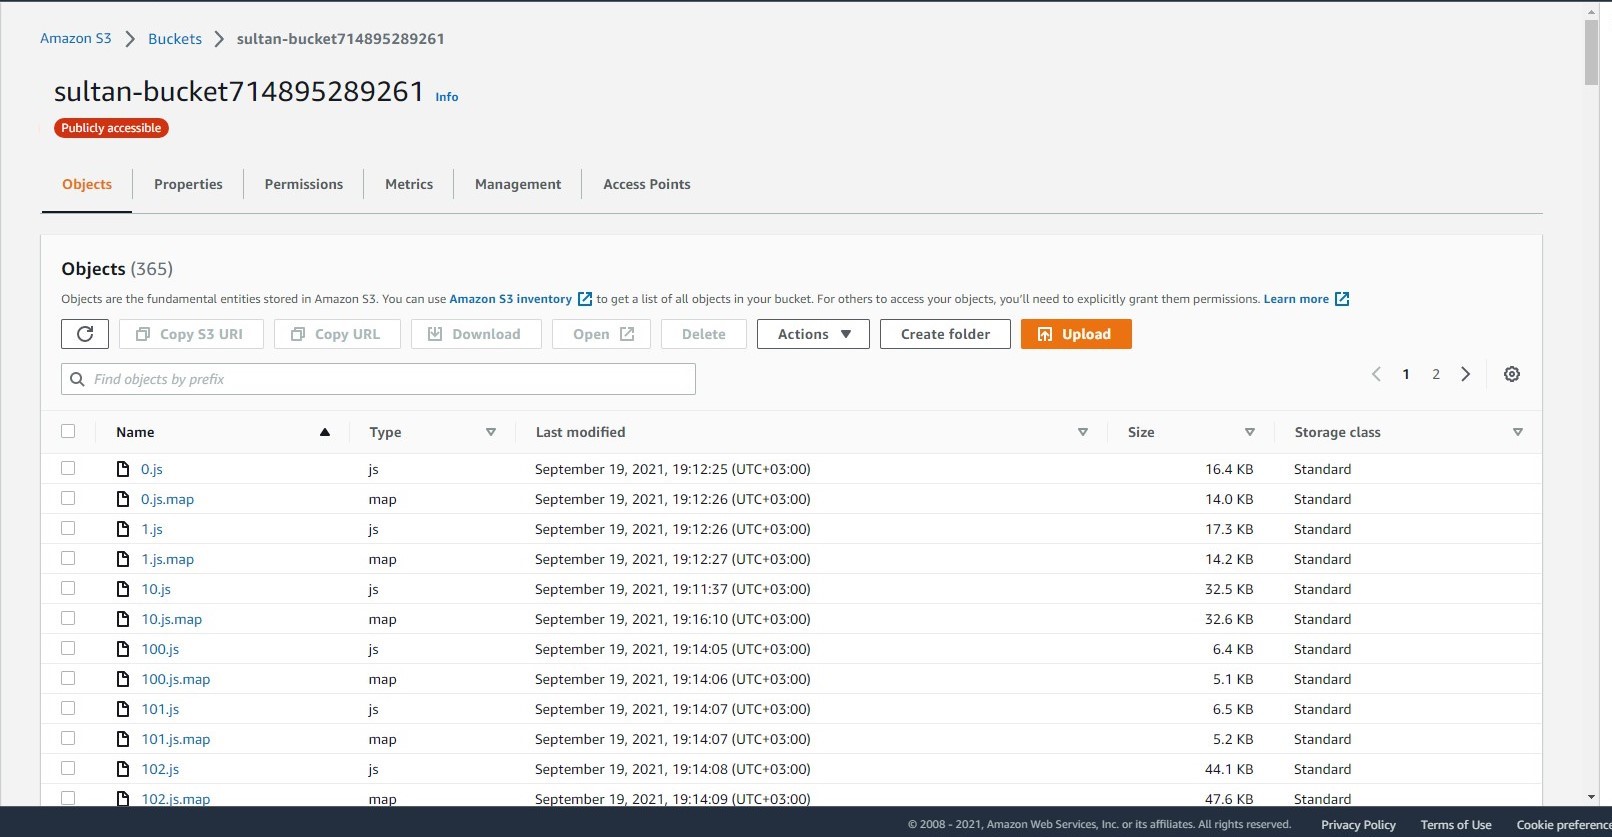 Amazon S3 > Buckets > sultan-bucket714895289261
sultan-bucket714895289261 Info
Publicly accessible
Objects Properties Permissions Metrics Management Access Points
Objects (365)
Objects are the fundamental entities stored in Amazon S3. You can use Amazon S3 inventory to get a list of all objects in your bucket. For others to access your objects, you'll need to explicitly grant them permissions. Learn more
Copy S3 URI Copy URL Download Open Delete Actions Create folder Upload
Find objects by prefix 1 2
Name Type Last modified Size Storage class
0.js js September 19, 2021, 19:12:25 (UTC+03:00) 16.4 KB Standard
0.js.map map September 19, 2021, 19:12:26 (UTC+03:00) 14.0 KB Standard
1.js js September 19, 2021, 19:12:26 (UTC+03:00) 17.3 KB Standard
1.js.map map September 19, 2021, 19:12:27 (UTC+03:00) 14.2 KB Standard
10.js js September 19, 2021, 19:11:37 (UTC+03:00) 32.5 KB Standard
10.js.map map September 19, 2021, 19:16:10 (UTC+03:00) 32.6 KB Standard
100.js js September 19, 2021, 19:14:05 (UTC+03:00) 6.4 KB Standard
100.js.map map September 19, 2021, 19:14:06 (UTC+03:00) 5.1 KB Standard
101.js js September 19, 2021, 19:14:07 (UTC+03:00) 6.5 KB Standard
101.js.map map September 19, 2021, 19:14:07 (UTC+03:00) 5.2 KB Standard
102.js js September 19, 2021, 19:14:08 (UTC+03:00) 44.1 KB Standard
102.js.map map September 19, 2021, 19:14:09 (UTC+03:00) 47.6 KB Standard
© 2008 - 2021, Amazon Web Services, Inc. or its affiliates. All rights reserved. Privacy Policy Terms of Use Cookie preference